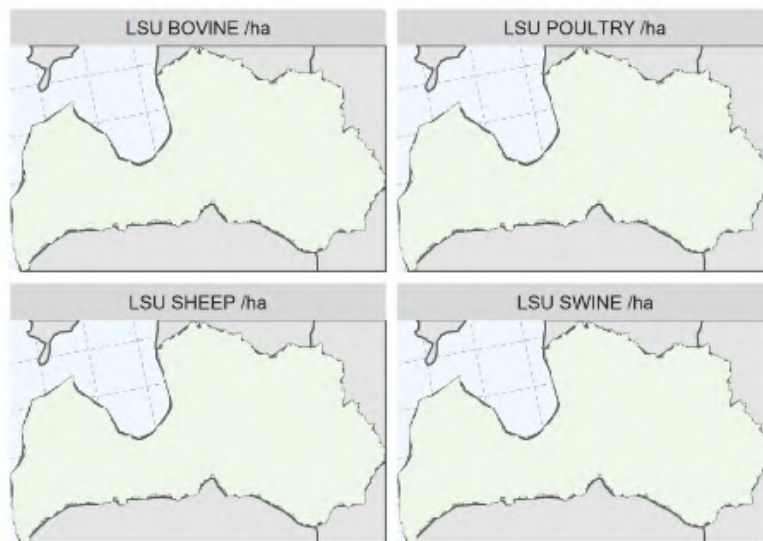 LSU BOVINE /ha
LSU POULTRY /ha
LSU SHEEP /ha
LSU SWINE /ha